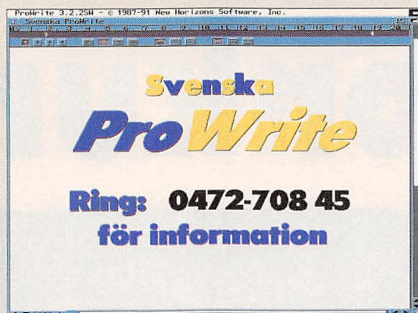 ProWrite 3.2.2SW - © 1987-91 New Horizons Software, Inc.
Svenska ProWrite
Svenska
ProWrite
Ring: 0472-708 45
för information